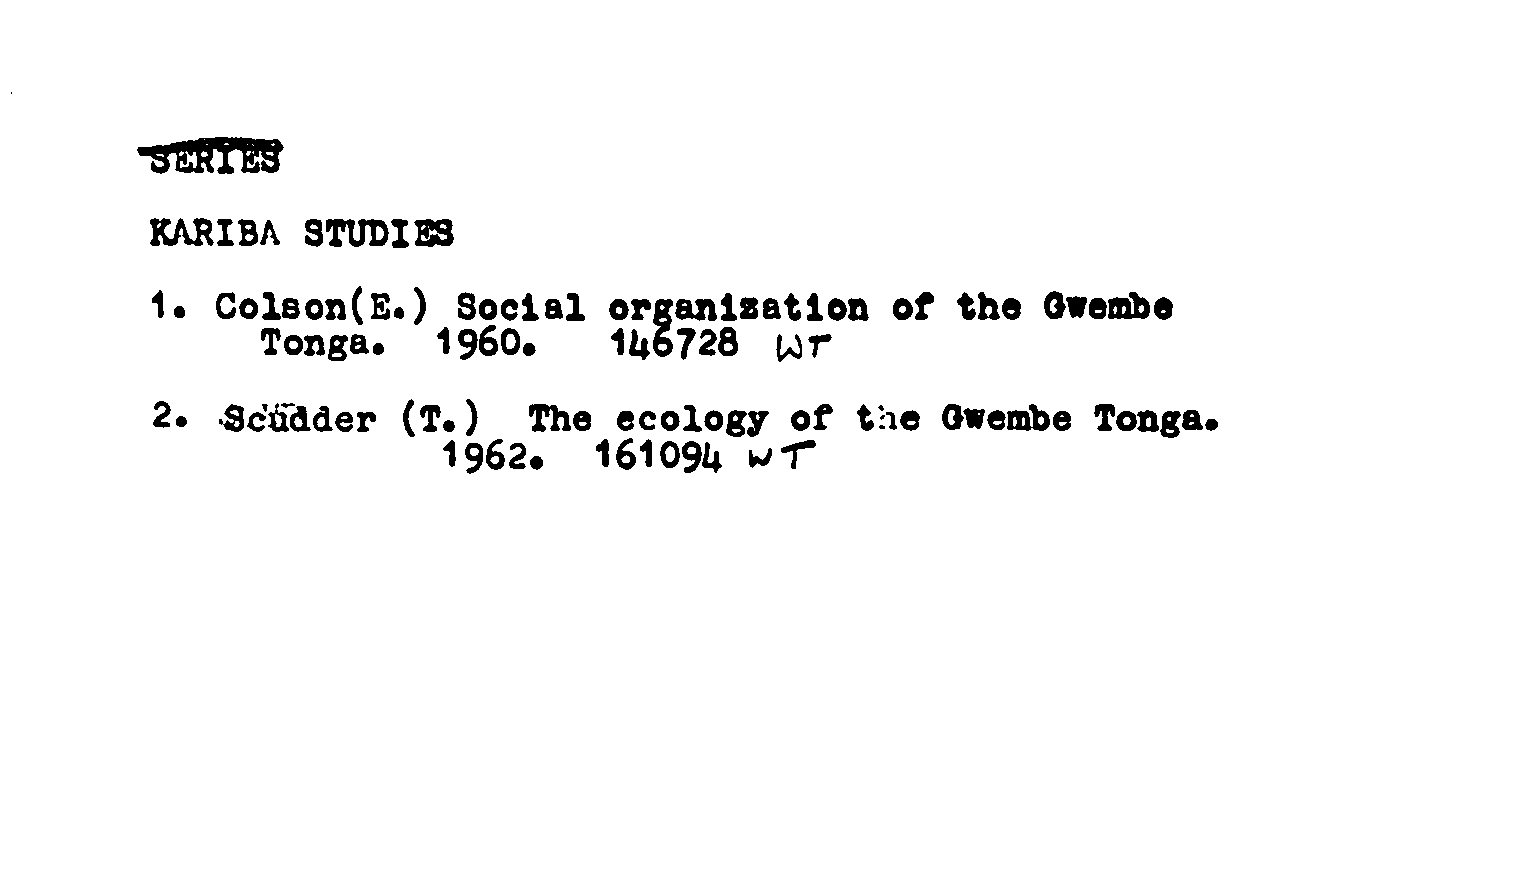 SERIES
KARIBA STUDIES
1. Colson(E.) Social organization of the Gwembe
Tonga. 1960. 146728 WT
2. Scudder (T.) The ecology of the Gwembe Tonga.
1962. 161094 WT